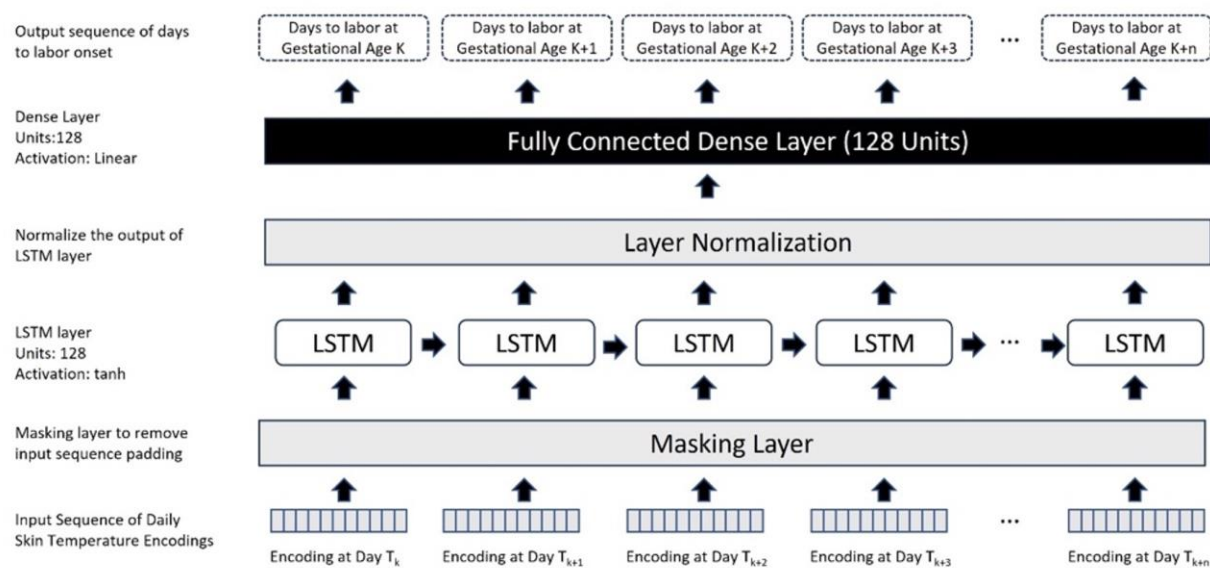 Output sequence of days
to labor onset
Days to labor at
Gestational Age K
Days to labor at
Gestational Age K+1
Days to labor at
Gestational Age K+2
Days to labor at
Gestational Age K+3
...
Days to labor at
Gestational Age K+n
Dense Layer
Units:128
Activation: Linear
Fully Connected Dense Layer (128 Units)
Normalize the output of
LSTM layer
Layer Normalization
LSTM layer
Units: 128
Activation: tanh
LSTM
LSTM
LSTM
LSTM
...
LSTM
Masking layer to remove
input sequence padding
Masking Layer
Input Sequence of Daily
Skin Temperature Encodings
...
Encoding at Day Tk
Encoding at Day Tk+1
Encoding at Day Tk+2
Encoding at Day Tk+3
Encoding at Day Tk+n